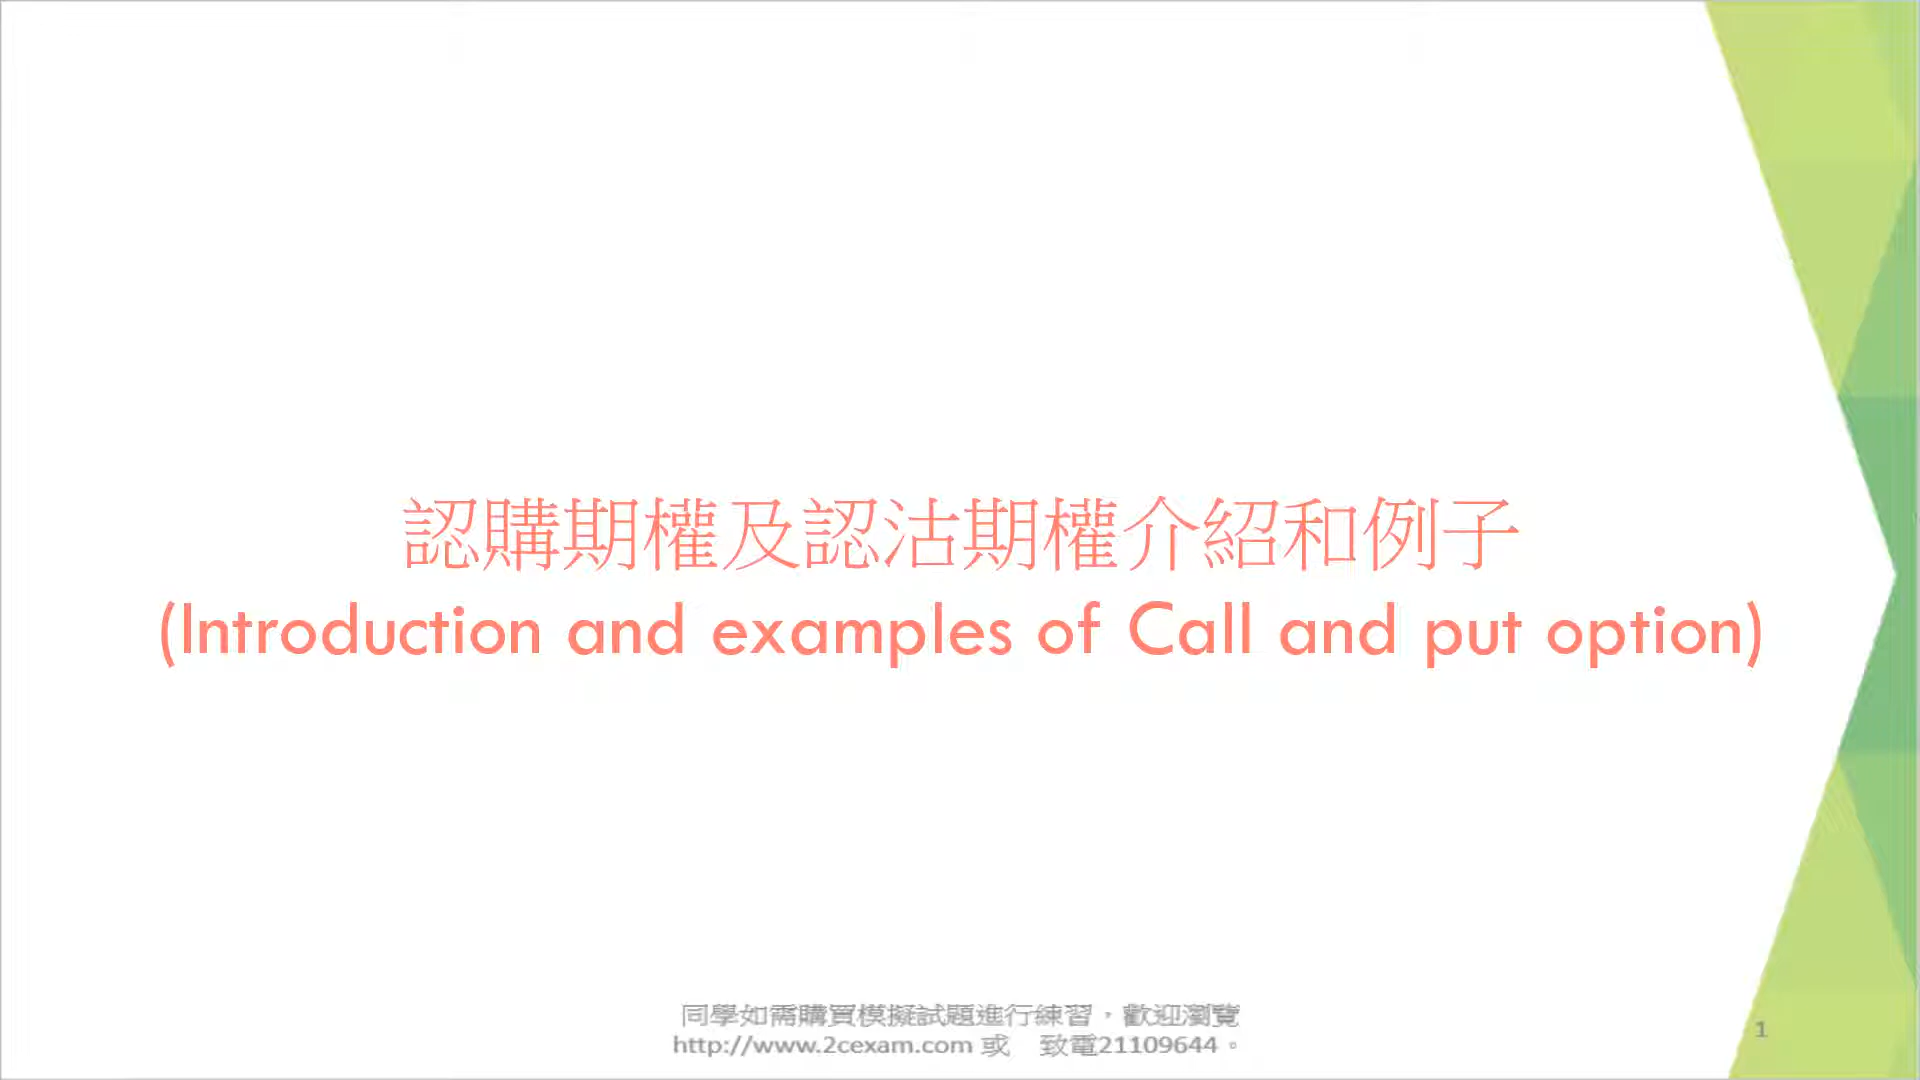 認購期權及認沽期權介紹和例子
(Introduction and examples of Call and put option)
同學如需購買模擬試題進行練習，歡迎瀏覽
http://www.2cexam.com 或　致電21109644。
1